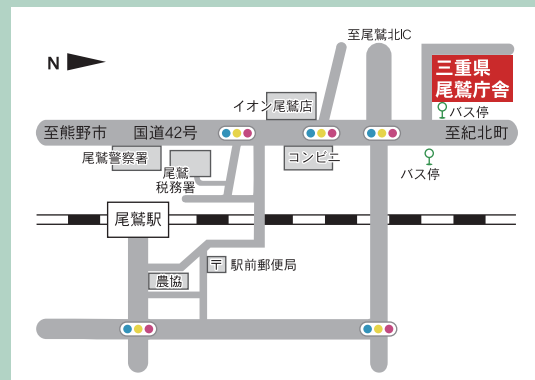 至尾鷲北IC
N
三重県
尾鷲庁舎
イオン尾鷲店
バス停
至熊野市
国道42号
至紀北町
尾鷲警察署
コンビニ
尾鷲
税務署
バス停
尾鷲駅
〒
駅前郵便局
農協